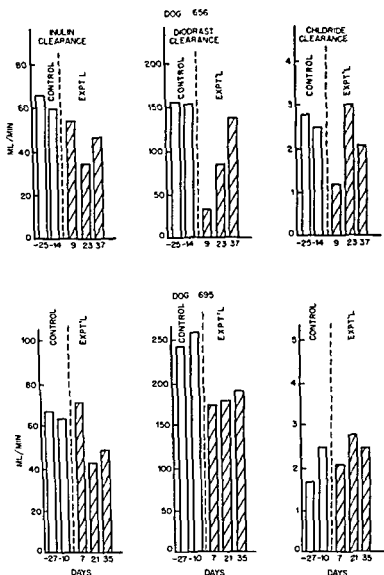 DOG 656
INULIN CLEARANCE
DIODRAST CLEARANCE
CHLORIDE CLEARANCE
CONTROL
EXPT'L
CONTROL
EXPT'L
CONTROL
EXPT'L
ML/MIN
80
60
40
20
0
200
150
100
50
0
4
3
2
1
0
-25 -14 9 23 37
-25 -14 9 23 37
-25 -14 9 23 37
DOG 695
CONTROL
EXPT'L
CONTROL
EXPT'L
CONTROL
EXPT'L
ML/MIN
100
80
60
40
20
0
250
200
150
100
50
0
5
4
3
2
1
0
-27 -10 7 21 35
-27 -10 7 21 35
-27 -10 7 21 35
DAYS
DAYS
DAYS